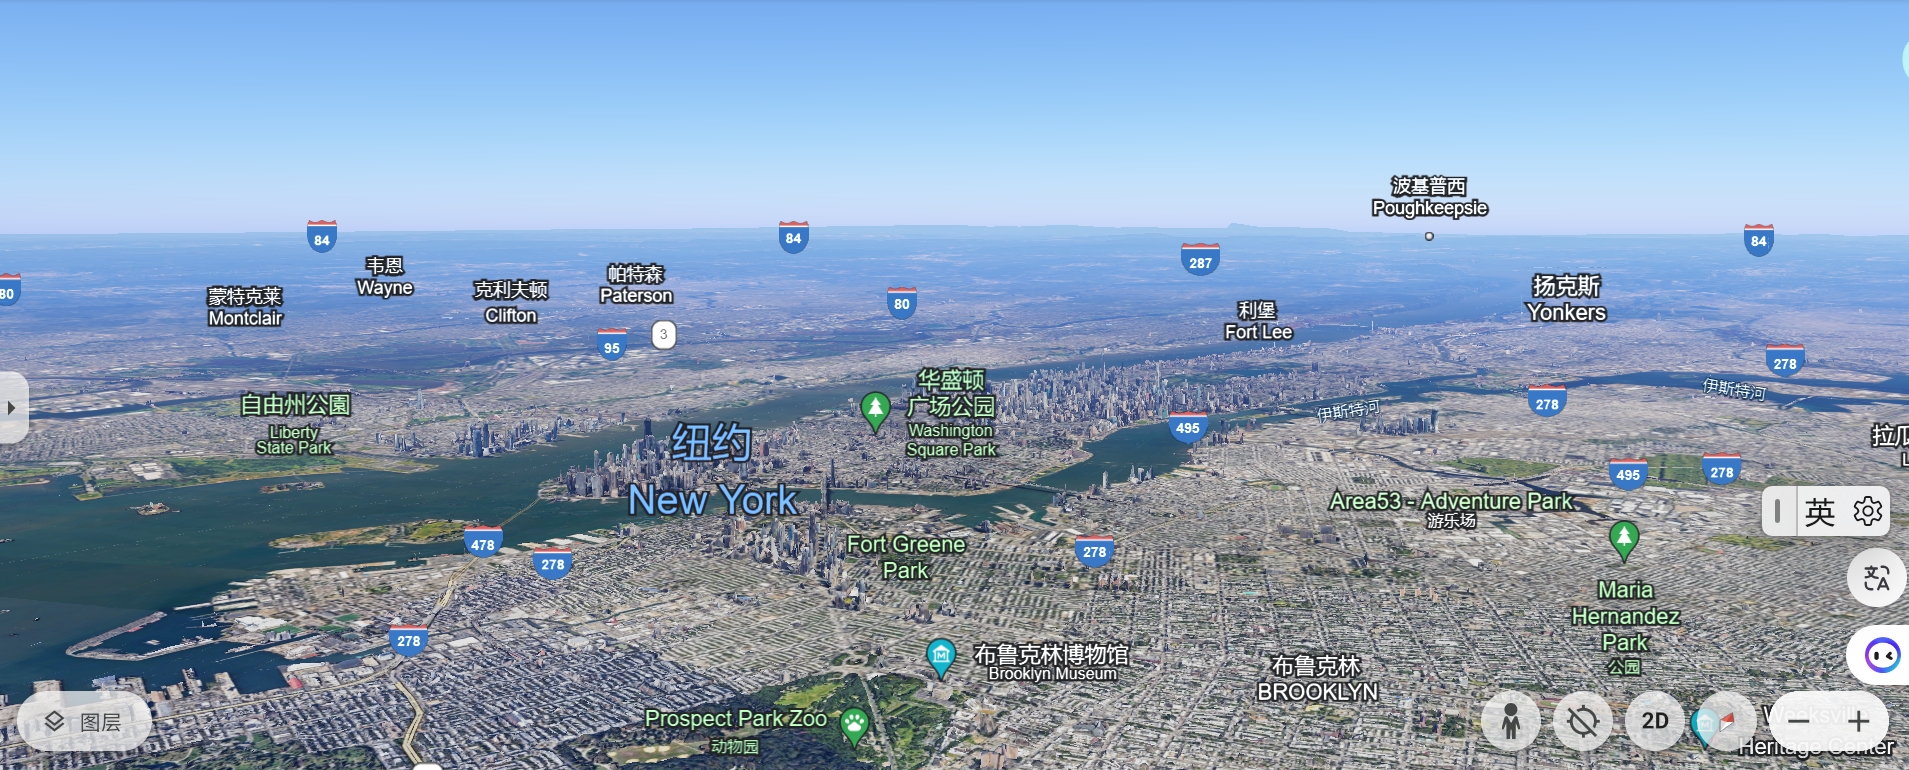 波基普西
Poughkeepsie
84
84
84
287
韦恩
Wayne
帕特森
Paterson
克利夫顿
Clifton
蒙特克莱
Montclair
80
80
扬克斯
Yonkers
利堡
Fort Lee
3
95
278
伊斯特河
华盛顿
广场公园
Washington
Square Park
自由州公園
Liberty
State Park
278
伊斯特河
495
纽约
New York
495
278
Area53 - Adventure Park
游乐场
英
478
278
278
Fort Greene
Park
Maria
Hernandez
Park
公园
278
布鲁克林博物馆
Brooklyn Museum
布鲁克林
BROOKLYN
Prospect Park Zoo
动物园
图层
2D
Weeksville
Heritage Center